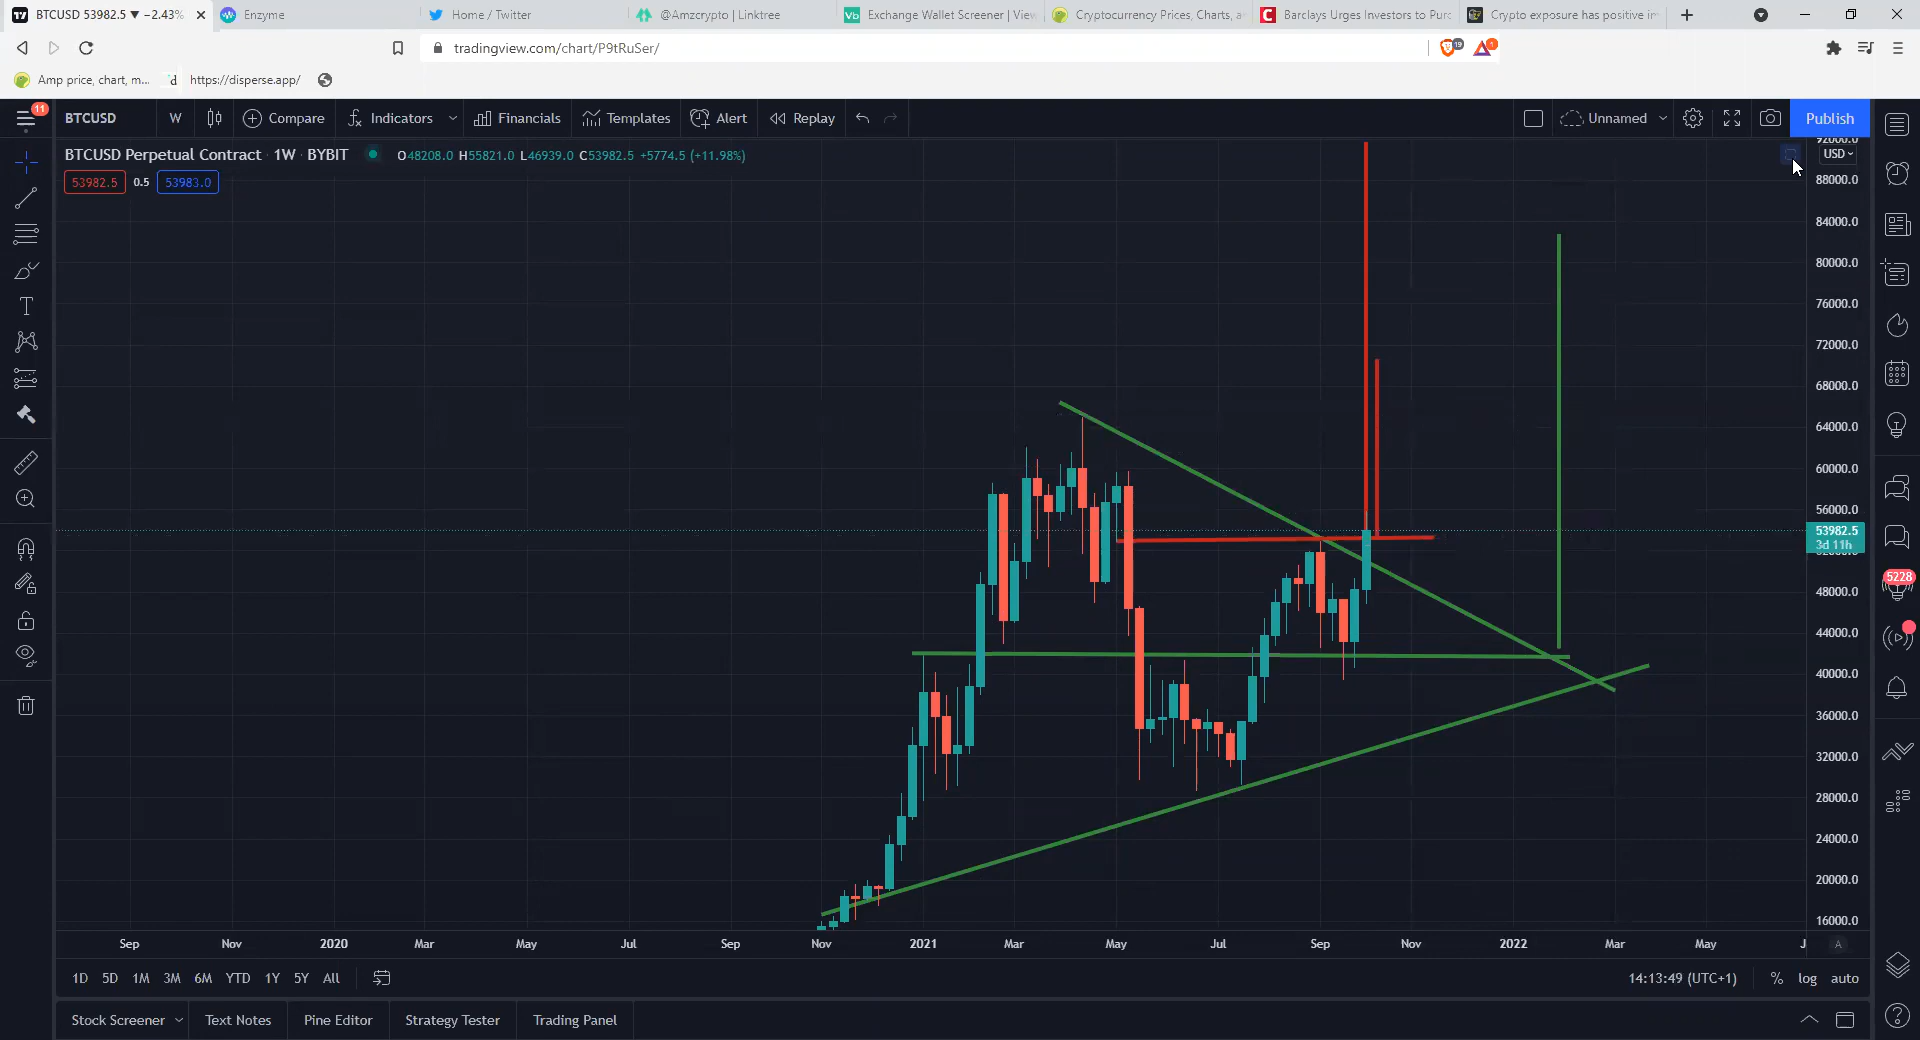 BTCUSD 53982.5 ▼ −2.43%
Enzyme
Home / Twitter
@Amzcrypto | Linktree
Exchange Wallet Screener | View
Cryptocurrency Prices, Charts, a
Barclays Urges Investors to Purc
Crypto exposure has positive im
tradingview.com/chart/P9tRuSer/
19
1
Amp price, chart, m...
d
https://disperse.app/
11
BTCUSD
W
Compare
Indicators
Financials
Templates
Alert
Replay
Unnamed
Publish
BTCUSD Perpetual Contract · 1W · BYBIT
O48208.0 H55821.0 L46939.0 C53982.5 +5774.5 (+11.98%)
53982.5 0.5 53983.0
92000.0
USD
88000.0
84000.0
80000.0
76000.0
72000.0
68000.0
64000.0
60000.0
56000.0
53982.5
3d 11h
52000.0
48000.0
44000.0
40000.0
36000.0
32000.0
28000.0
24000.0
20000.0
16000.0
5228
Sep Nov 2020 Mar May Jul Sep Nov 2021 Mar May Jul Sep Nov 2022 Mar May J
A
1D 5D 1M 3M 6M YTD 1Y 5Y All
14:13:49 (UTC+1) % log auto
Stock Screener Text Notes Pine Editor Strategy Tester Trading Panel